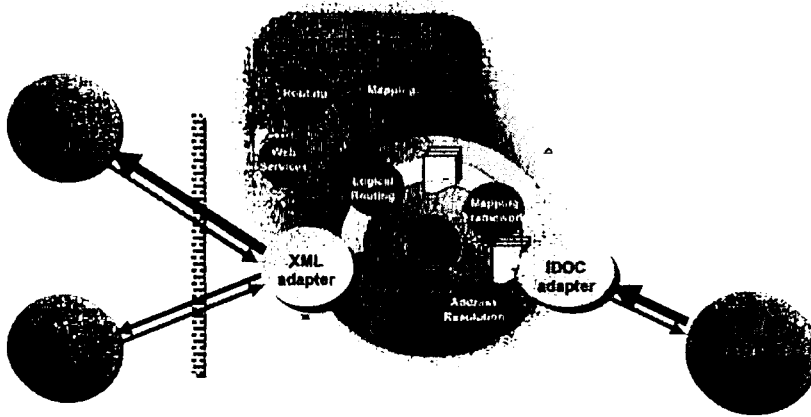 Routing
Mapping
Web
Services
Logical
Routing
Mapping
XML
adapter
IDOC
adapter
Address
Resolution